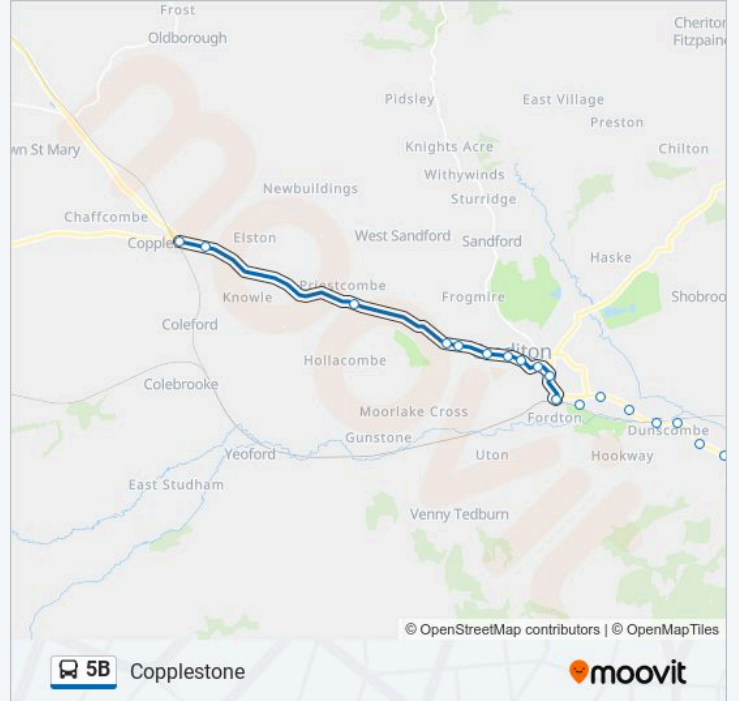 Frost
Oldborough
Cheriton
Fitzpaine
Pidsley
East Village
Preston
wn St Mary
Knights Acre
Chilton
Withywinds
Newbuildings
Sturridge
Chaffcombe
Copple
Elston
West Sandford
Sandford
Haske
Knowle
Priestcombe
Frogmire
Shobroo
Coleford
diton
Hollacombe
Colebrooke
Moorlake Cross
Fordton
Gunstone
Dunscombe
Yeoford
Uton
Hookway
East Studham
Venny Tedburn
moovit
© OpenStreetMap contributors | © OpenMapTiles
5B Copplestone
moovit